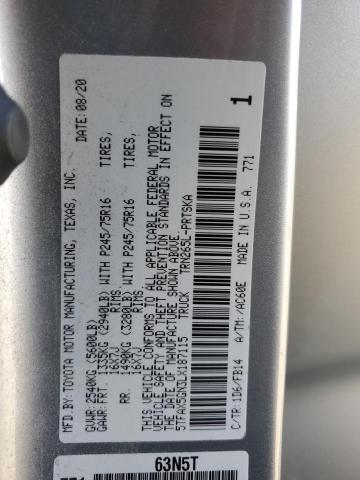 MFD.BY: TOYOTA MOTOR MANUFACTURING, TEXAS, INC. DATE: 08/20
GVWR: 2540KG (5600LB)
GAWR: FRT. 1335KG (2940LB) WITH P245/75R16 TIRES,
16X7J RIMS,
RR. 1490KG (3280LB) WITH P245/75R16 TIRES,
16X7J RIMS
THIS VEHICLE CONFORMS TO ALL APPLICABLE FEDERAL MOTOR
VEHICLE SAFETY AND THEFT PREVENTION STANDARDS IN EFFECT ON
THE DATE OF MANUFACTURE SHOWN ABOVE.
5TFAX5GN3LX187115 TRUCK TRN265L-PRTSKA
C/TR: 1D6/FB14 A/TM: /AC60E MADE IN U.S.A. 771
1
63N5T